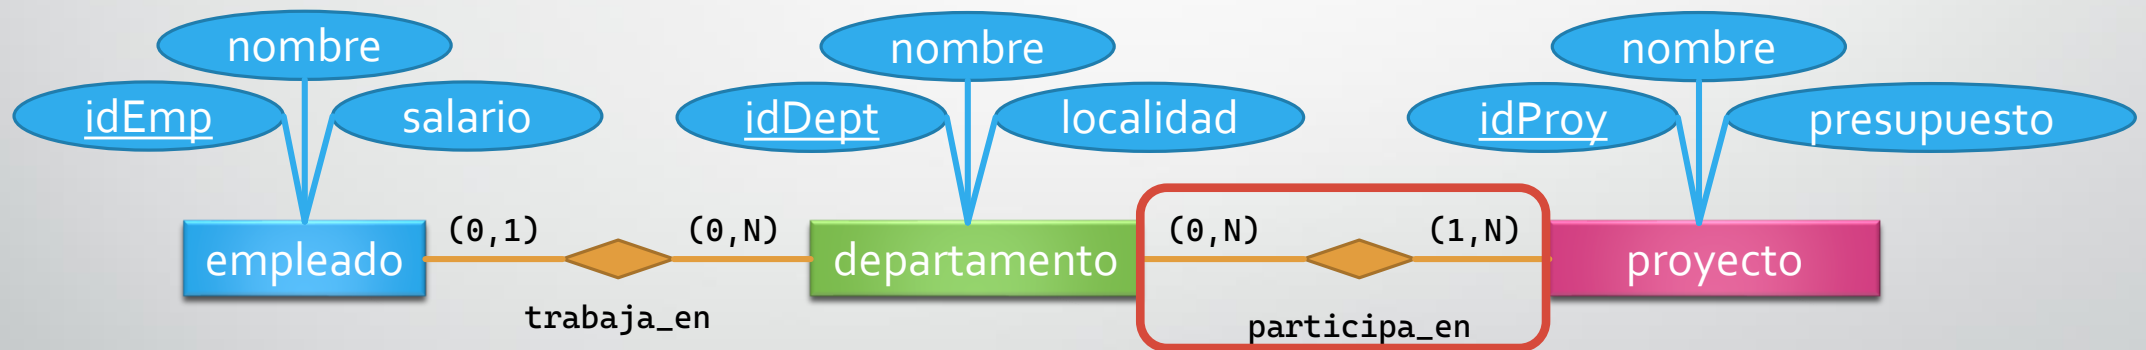 nombre
idEmp
salario
nombre
idDept
localidad
nombre
idProy
presupuesto
empleado
(0,1)
(0,N)
trabaja_en
departamento
(0,N)
(1,N)
participa_en
proyecto